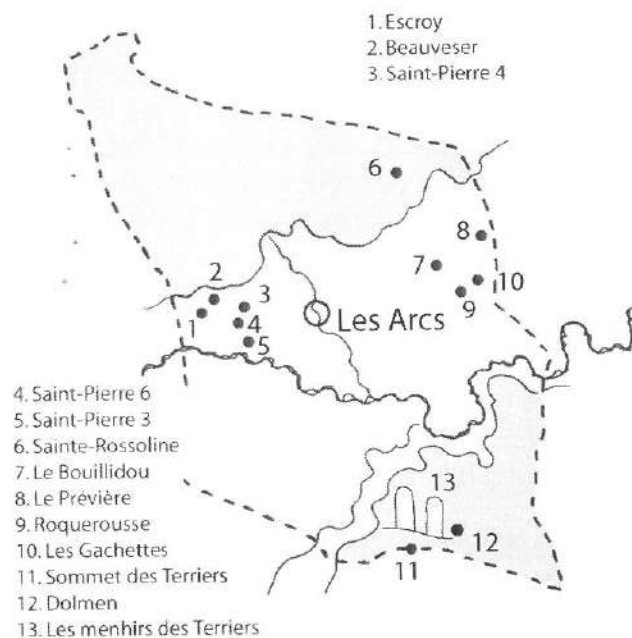 1. Escroy
2. Beauveser
3. Saint-Pierre 4
6
8
7
10
9
2
3
1
4
5
Les Arcs
4. Saint-Pierre 6
5. Saint-Pierre 3
6. Sainte-Rossoline
7. Le Bouillidou
8. Le Prévière
9. Roquerousse
10. Les Gachettes
11. Sommet des Terriers
12. Dolmen
13. Les menhirs des Terriers
13
12
11